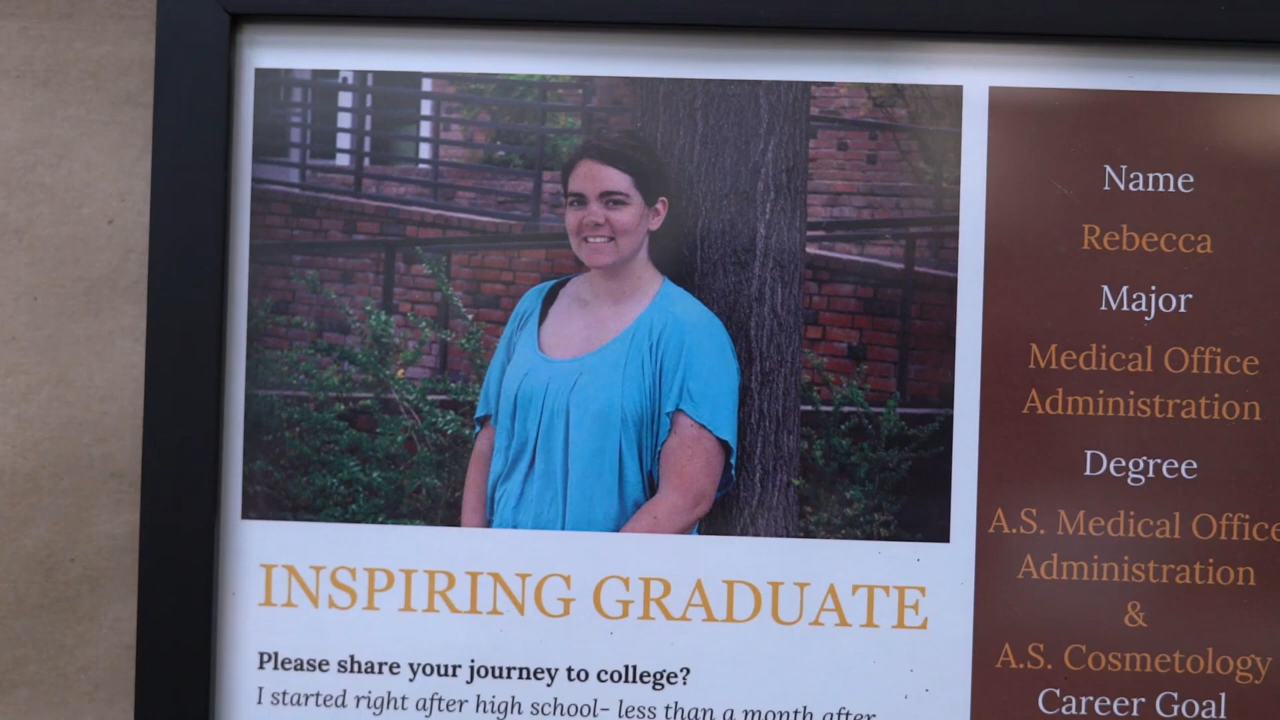 INSPIRING GRADUATE
Please share your journey to college?
I started right after high school- less than a month after
Name
Rebecca
Major
Medical Office
Administration
Degree
A.S. Medical Office
Administration
&
A.S. Cosmetology
Career Goal